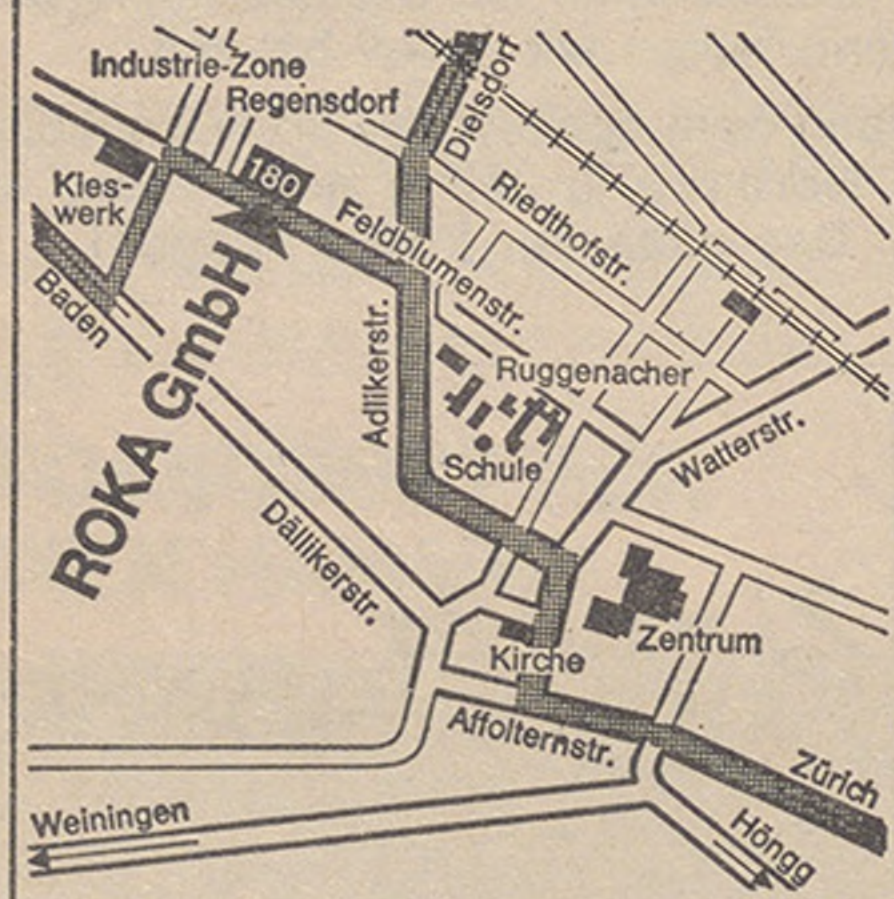 Industrie-Zone
Regensdorf
Dielsdorf
180
Kies-
werk
Riedthofstr.
Feldblumenstr.
Baden
ROKA GmbH
Adlikerstr.
Ruggenacher
Schule
Watterstr.
Dällikerstr.
Zentrum
Kirche
Affolternstr.
Zürich
Weiningen
Höngg